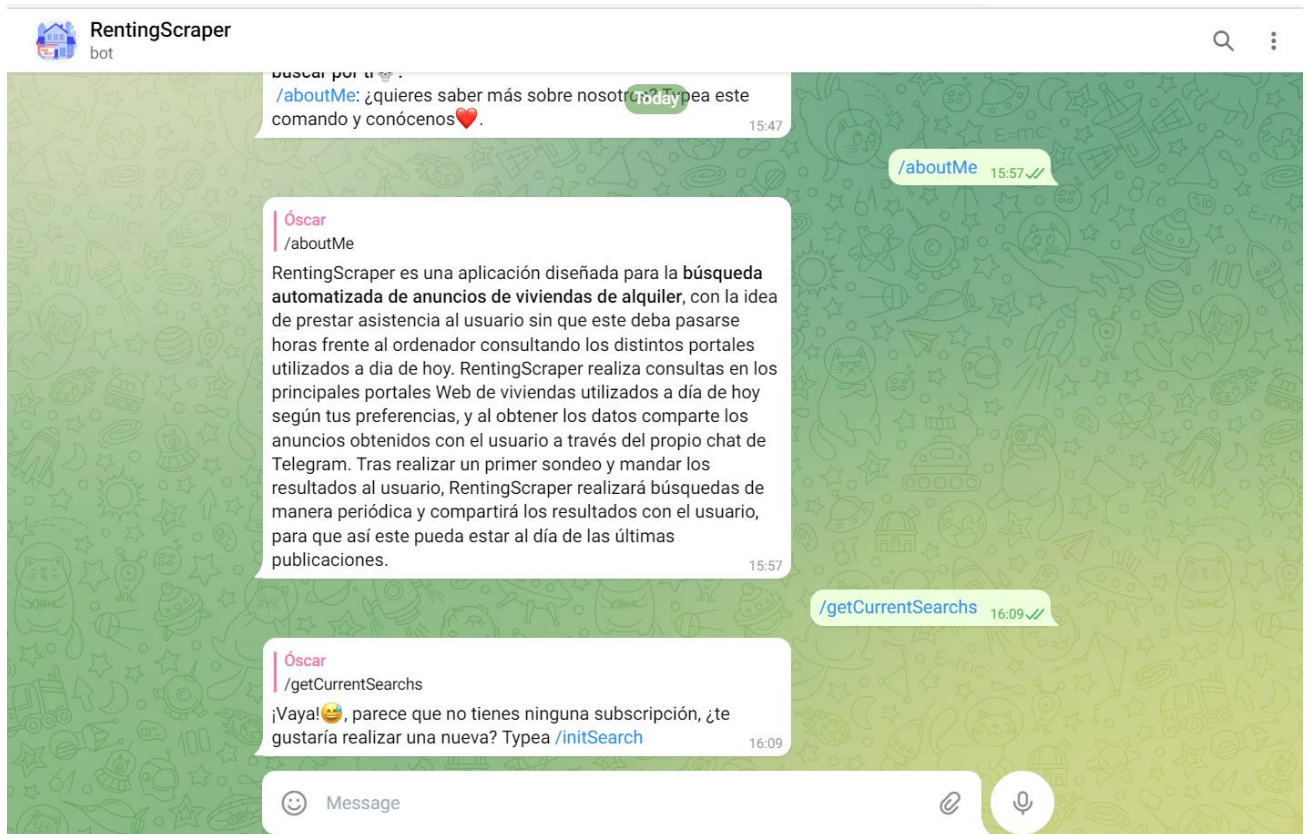 RentingScraper
bot
buscar por ti💀.
/aboutMe: ¿quieres saber más sobre nosotros? Typea este
Today
comando y conócenos❤️.
15:47
/aboutMe 15:57
Óscar
/aboutMe
RentingScraper es una aplicación diseñada para la búsqueda
automatizada de anuncios de viviendas de alquiler, con la idea
de prestar asistencia al usuario sin que este deba pasarse
horas frente al ordenador consultando los distintos portales
utilizados a dia de hoy. RentingScraper realiza consultas en los
principales portales Web de viviendas utilizados a día de hoy
según tus preferencias, y al obtener los datos comparte los
anuncios obtenidos con el usuario a través del propio chat de
Telegram. Tras realizar un primer sondeo y mandar los
resultados al usuario, RentingScraper realizará búsquedas de
manera periódica y compartirá los resultados con el usuario,
para que así este pueda estar al día de las últimas
publicaciones.
15:57
/getCurrentSearchs 16:09
Óscar
/getCurrentSearchs
¡Vaya!😅, parece que no tienes ninguna subscripción, ¿te
gustaría realizar una nueva? Typea /initSearch
16:09
Message